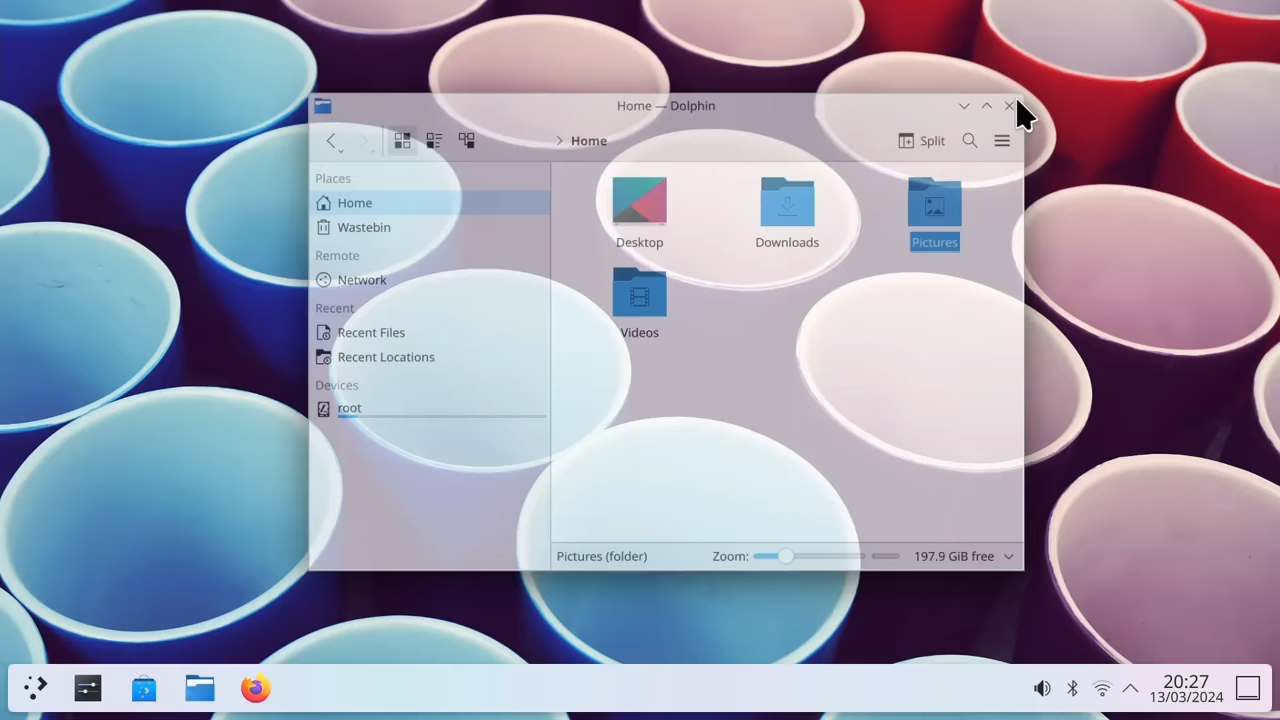 Home — Dolphin
Home
Split
Places
Home
Wastebin
Remote
Network
Recent
Recent Files
Recent Locations
Devices
root
Desktop
Downloads
Pictures
Videos
Pictures (folder)
Zoom:
197.9 GiB free
20:27
13/03/2024